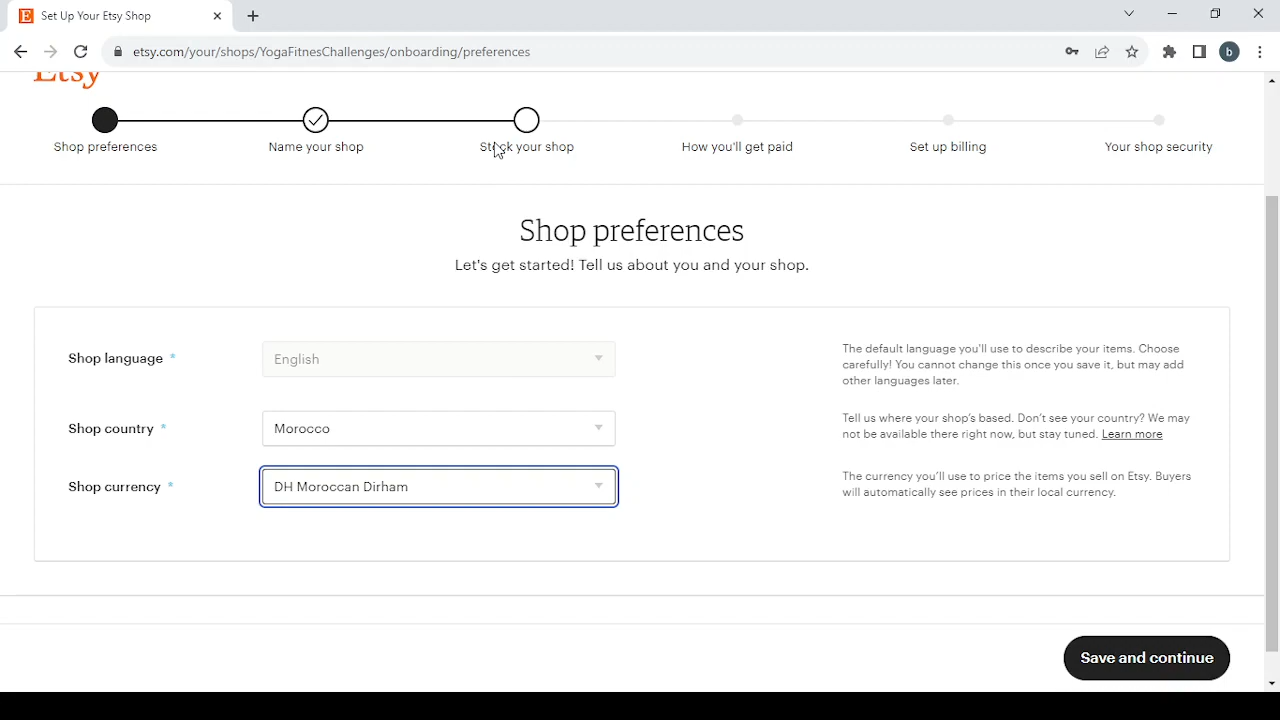 Set Up Your Etsy Shop
etsy.com/your/shops/YogaFitnesChallenges/onboarding/preferences
b
Etsy
Shop preferences
Name your shop
Stock your shop
How you'll get paid
Set up billing
Your shop security
Shop preferences
Let's get started! Tell us about you and your shop.
Shop language *
English
The default language you'll use to describe your items. Choose
carefully! You cannot change this once you save it, but may add
other languages later.
Shop country *
Morocco
Tell us where your shop's based. Don't see your country? We may
not be available there right now, but stay tuned. Learn more
Shop currency *
DH Moroccan Dirham
The currency you'll use to price the items you sell on Etsy. Buyers
will automatically see prices in their local currency.
Save and continue